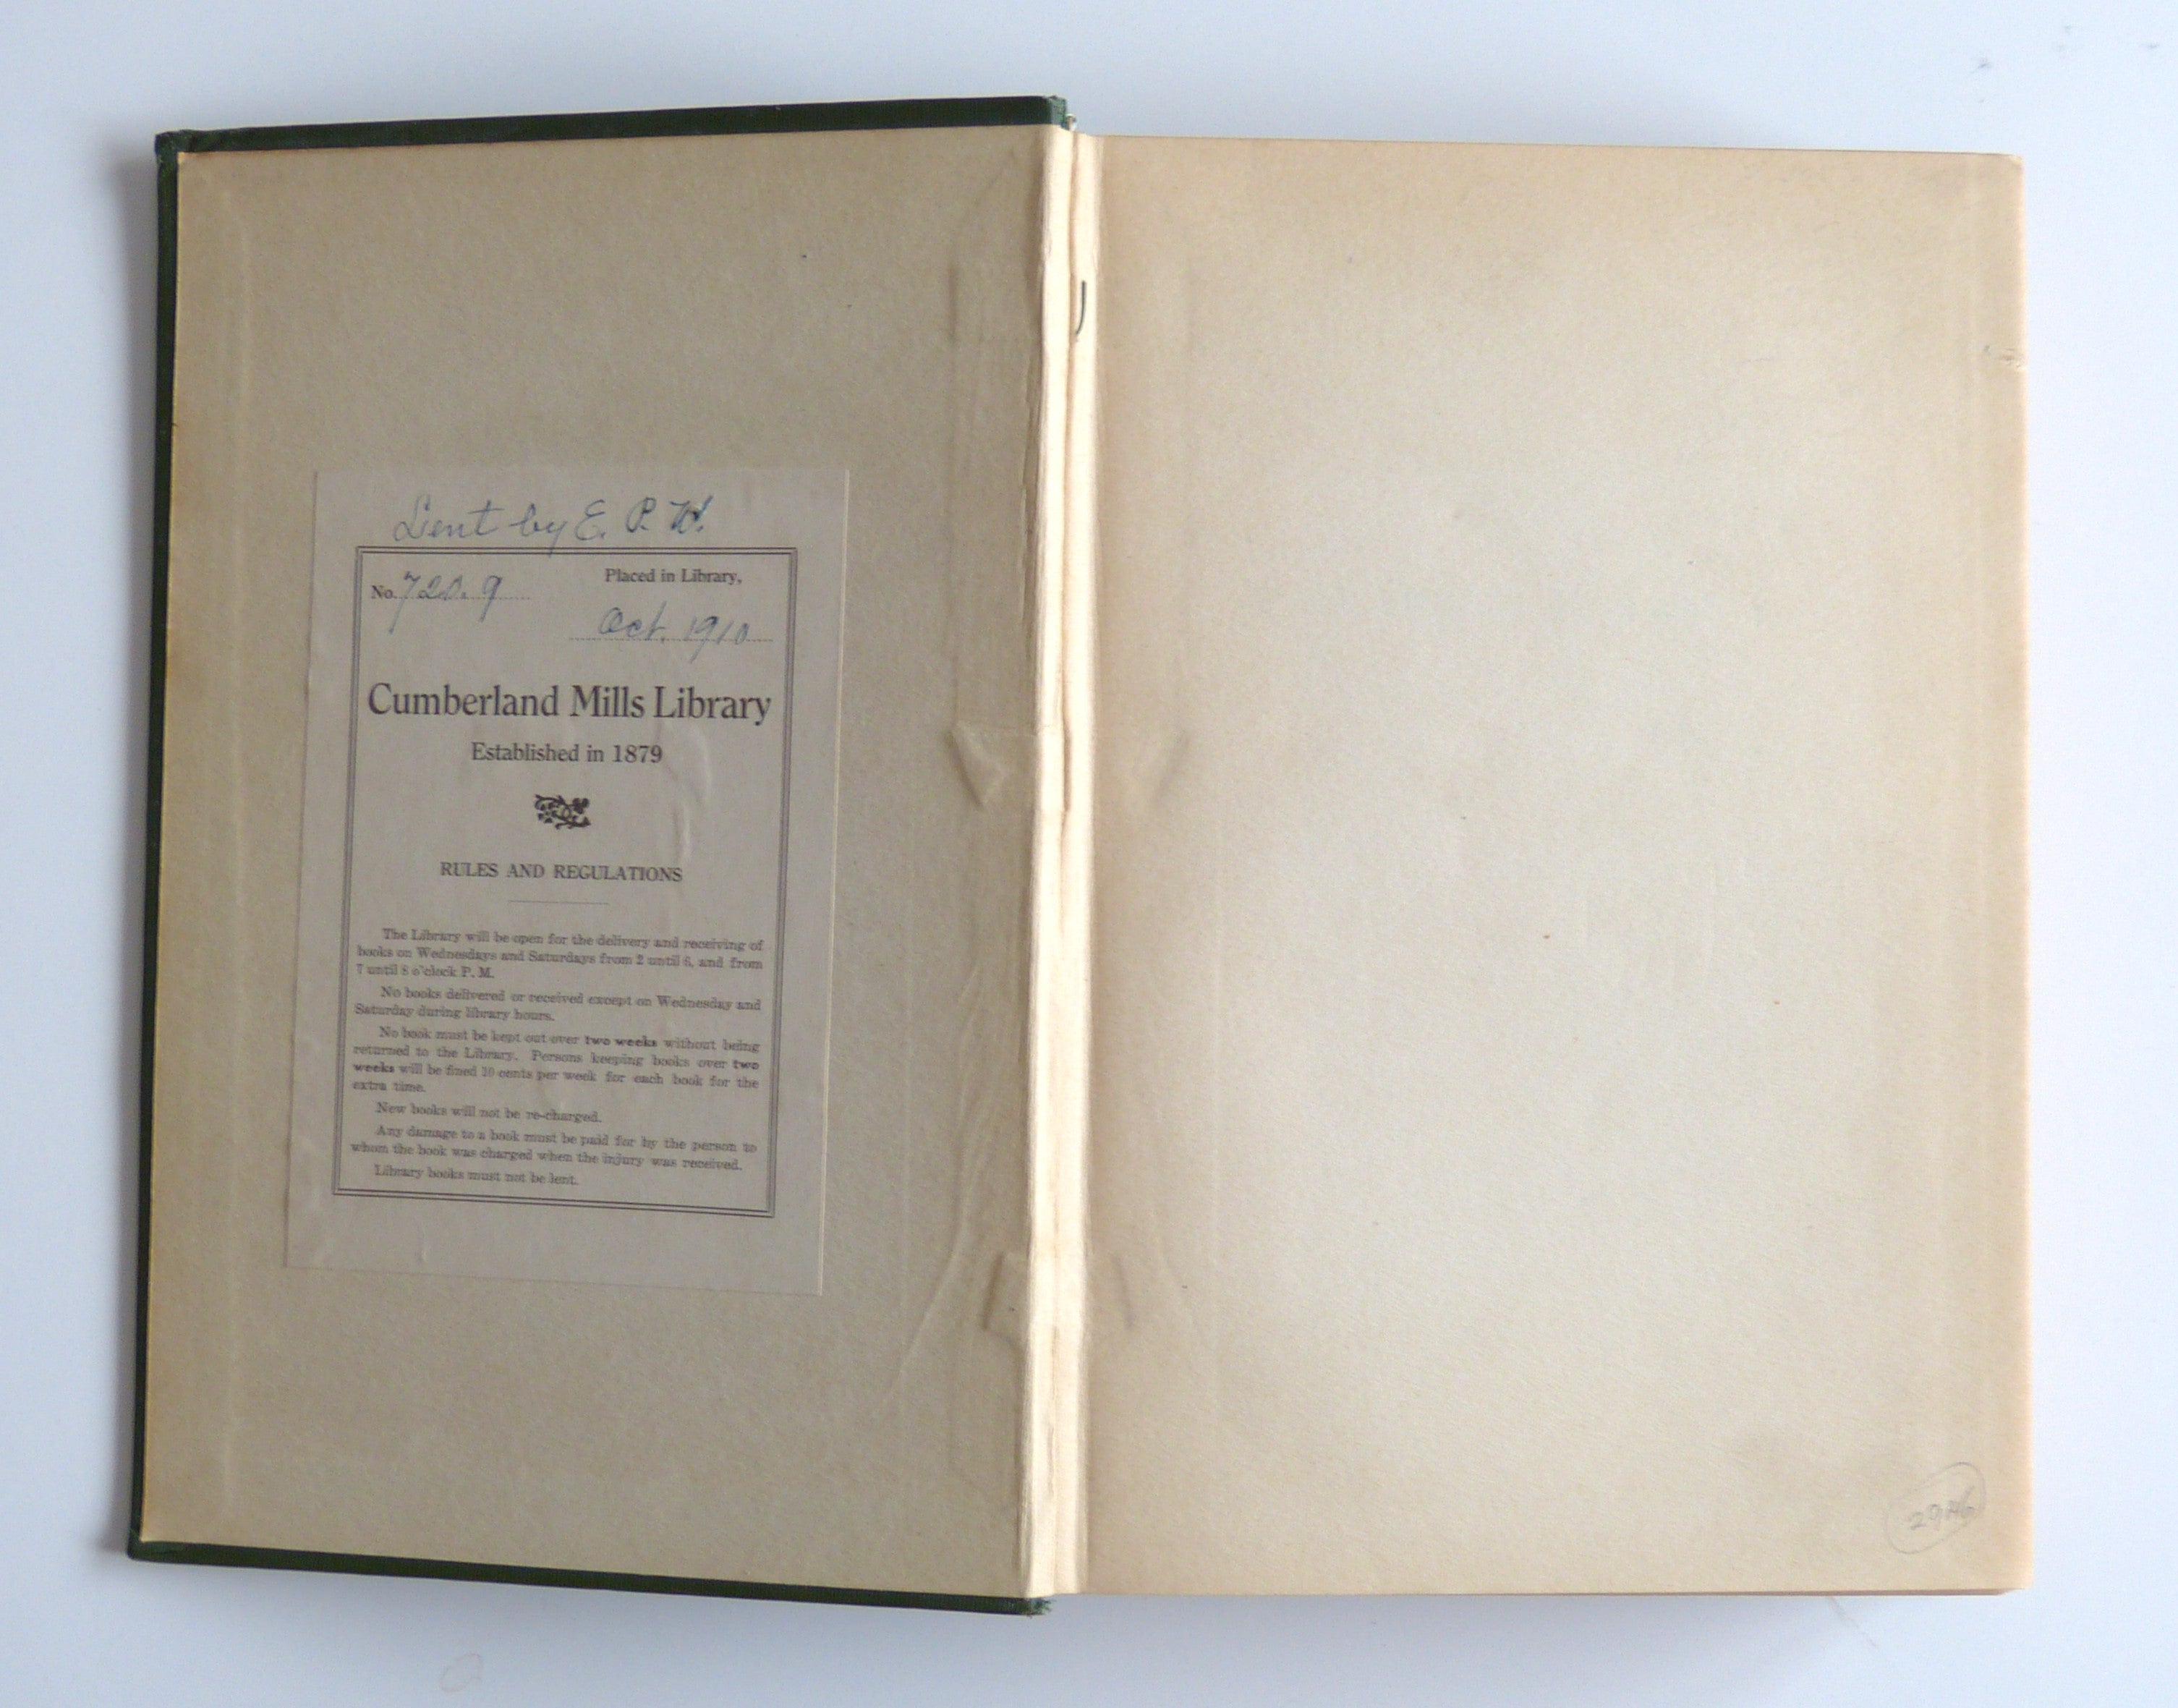 Lent by E. P. W.
Placed in Library,
No. 720.9
Oct. 1910
Cumberland Mills Library
Established in 1879
RULES AND REGULATIONS
The Library will be open for the delivery and receiving of
books on Wednesdays and Saturdays from 2 until 6, and from
7 until 8 o'clock P. M.
No books delivered or received except on Wednesday and
Saturday during library hours.
No book must be kept out over two weeks without being
returned to the Library. Persons keeping books over two
weeks will be fined 10 cents per week for each book for the
extra time.
New books will not be re-charged.
Any damage to a book must be paid for by the person to
whom the book was charged when the injury was received.
Library books must not be lent.